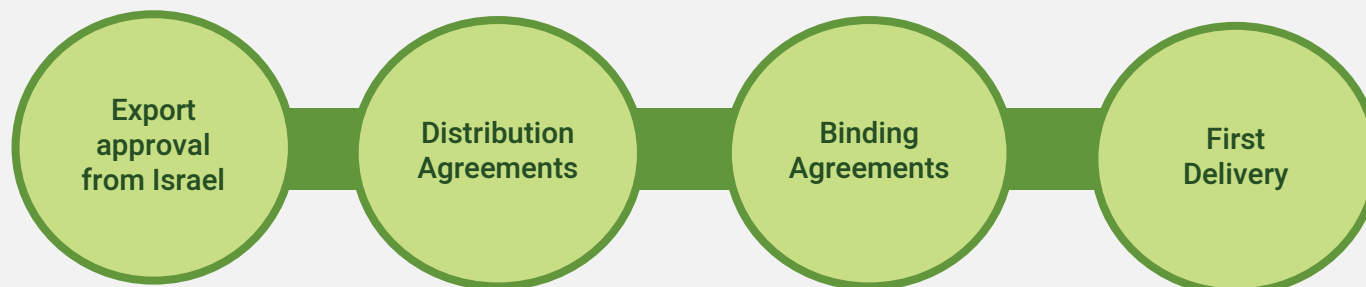 Export
approval
from Israel
Distribution
Agreements
Binding
Agreements
First
Delivery